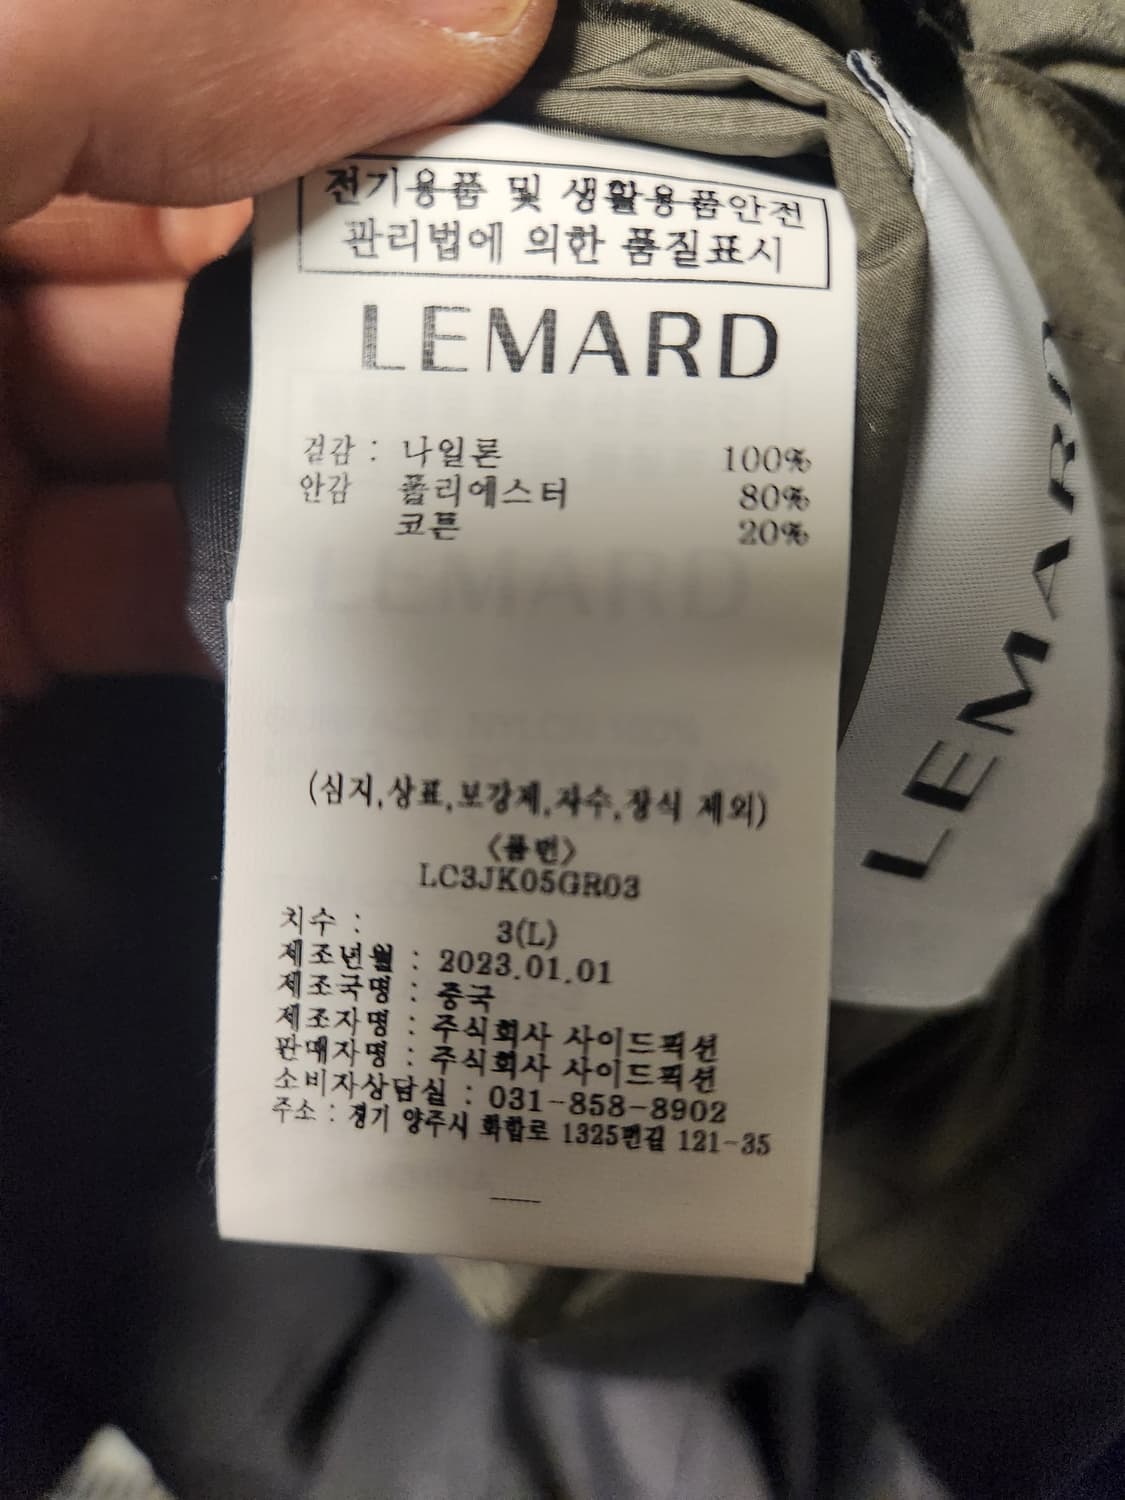 전기용품 및 생활용품안전
관리법에 의한 품질표시
LEMARD
겉감 : 나일론 100%
안감 폴리에스터 80%
코튼 20%
(심지,상표,보강제,자수,장식 제외)
<품번>
LC3JK05GR03
치수 : 3(L)
제조년월 : 2023.01.01
제조국명 : 중국
제조자명 : 주식회사 사이드픽션
판매자명 : 주식회사 사이드픽션
소비자상담실 : 031-858-8902
주소 : 경기 양주시 화합로 1325번길 121-35
LEMARD